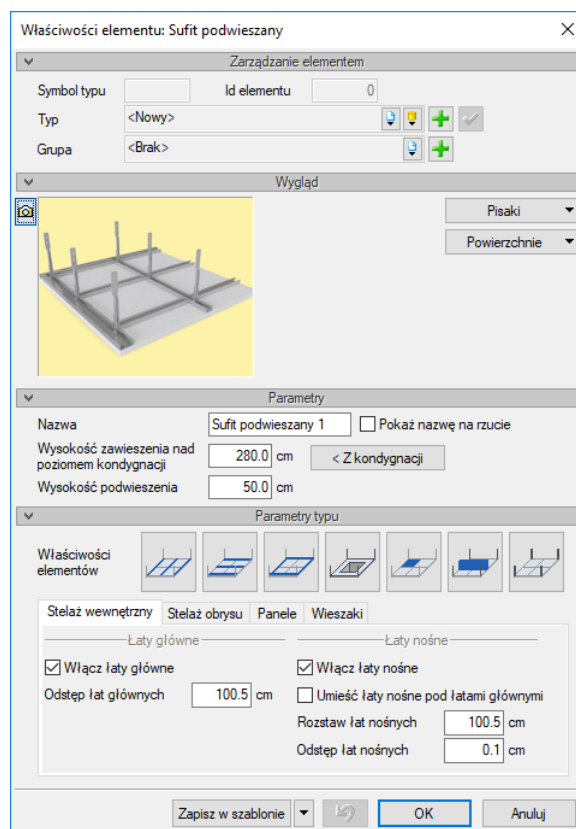 Właściwości elementu: Sufit podwieszany
Zarządzanie elementem
Symbol typu Id elementu 0
Typ <Nowy>
Grupa <Brak>
Wygląd
Pisaki
Powierzchnie
Parametry
Nazwa Sufit podwieszany 1 Pokaż nazwę na rzucie
Wysokość zawieszenia nad
poziomem kondygnacji 280.0 cm < Z kondygnacji
Wysokość podwieszenia 50.0 cm
Parametry typu
Właściwości
elementów
Stelaż wewnętrzny Stelaż obrysu Panele Wieszaki
Łaty główne Łaty nośne
Włącz łaty główne Włącz łaty nośne
Odstęp łat głównych 100.5 cm Umieść łaty nośne pod łatami głównymi
Rozstaw łat nośnych 100.5 cm
Odstęp łat nośnych 0.1 cm
Zapisz w szablonie OK Anuluj